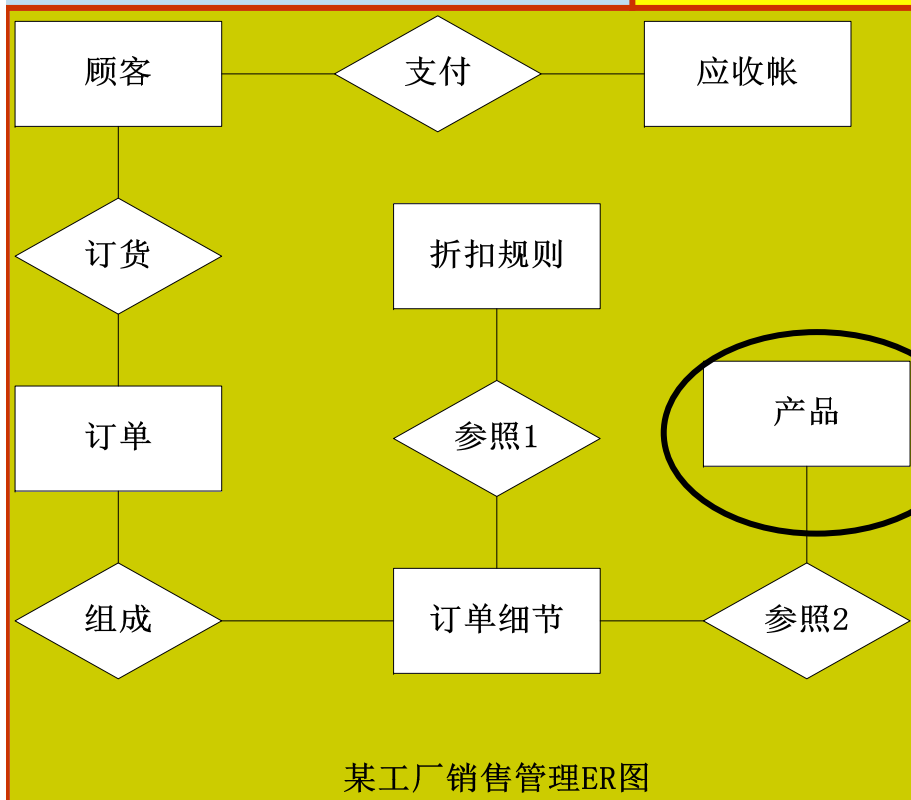 顾客
支付
应收帐
订货
折扣规则
订单
参照1
产品
组成
订单细节
参照2
某工厂销售管理ER图